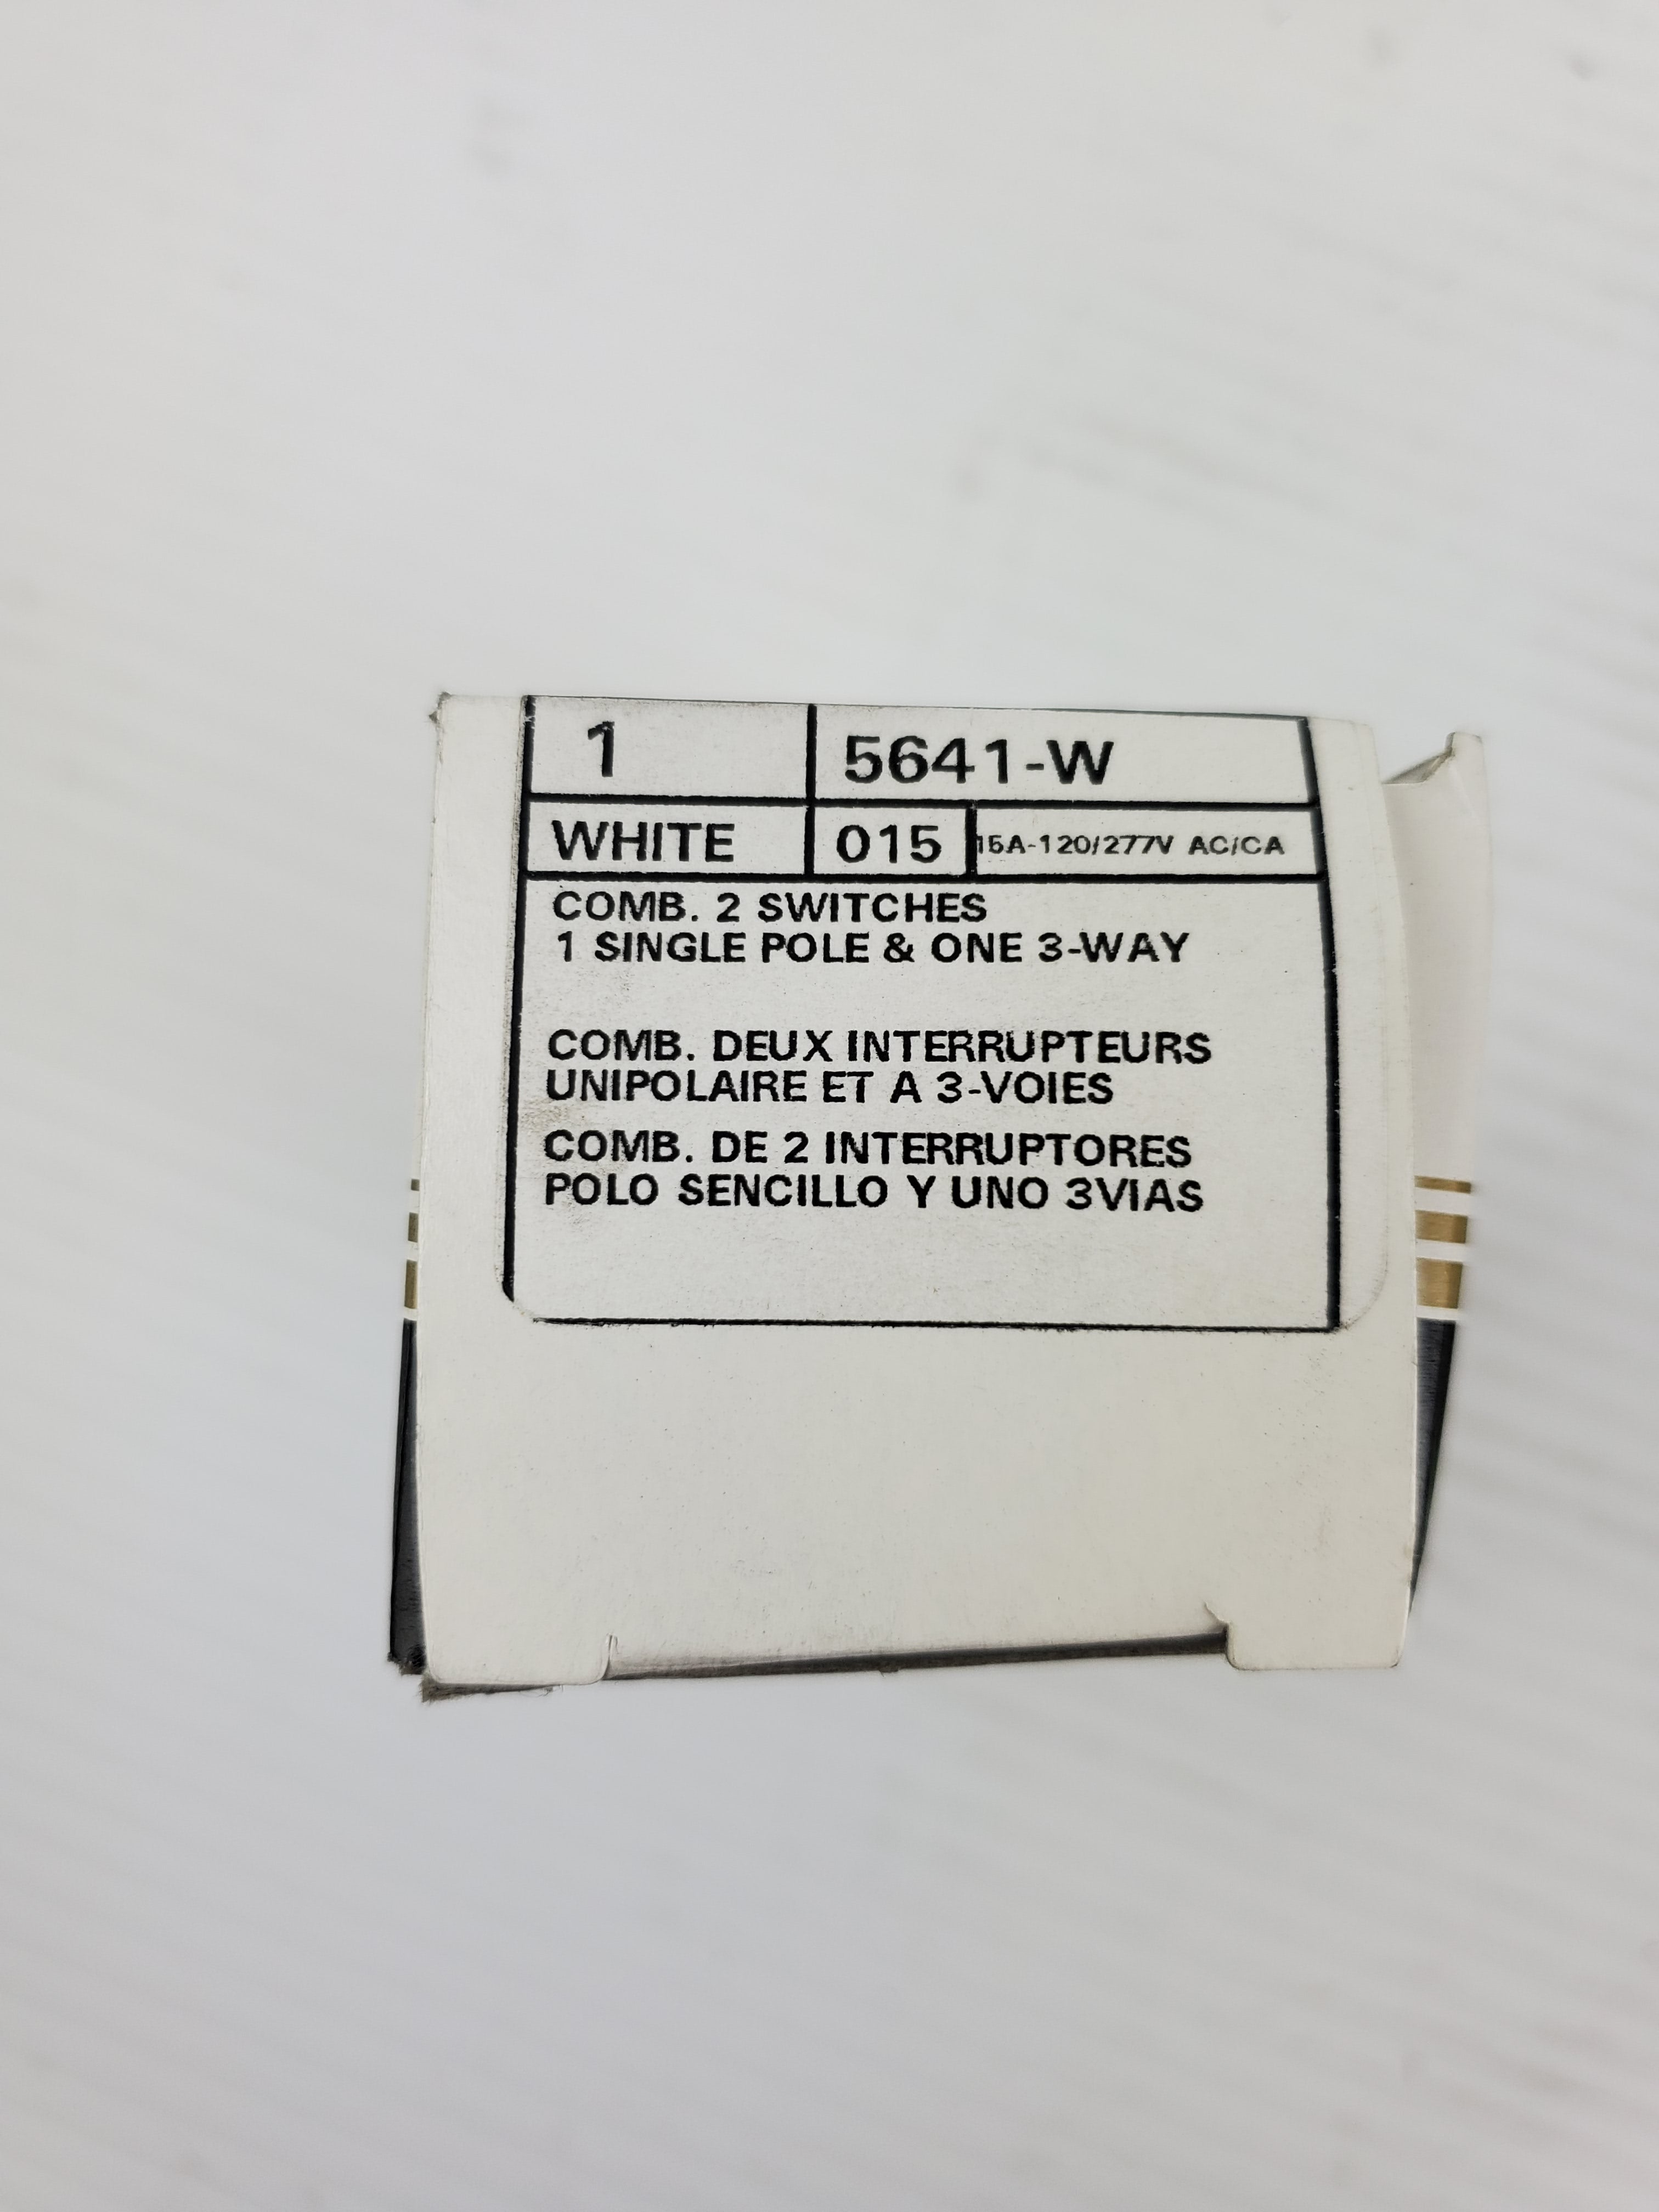 1 5641-W
WHITE 015 15A-120/277V AC/CA
COMB. 2 SWITCHES
1 SINGLE POLE & ONE 3-WAY
COMB. DEUX INTERRUPTEURS
UNIPOLAIRE ET A 3-VOIES
COMB. DE 2 INTERRUPTORES
POLO SENCILLO Y UNO 3VIAS